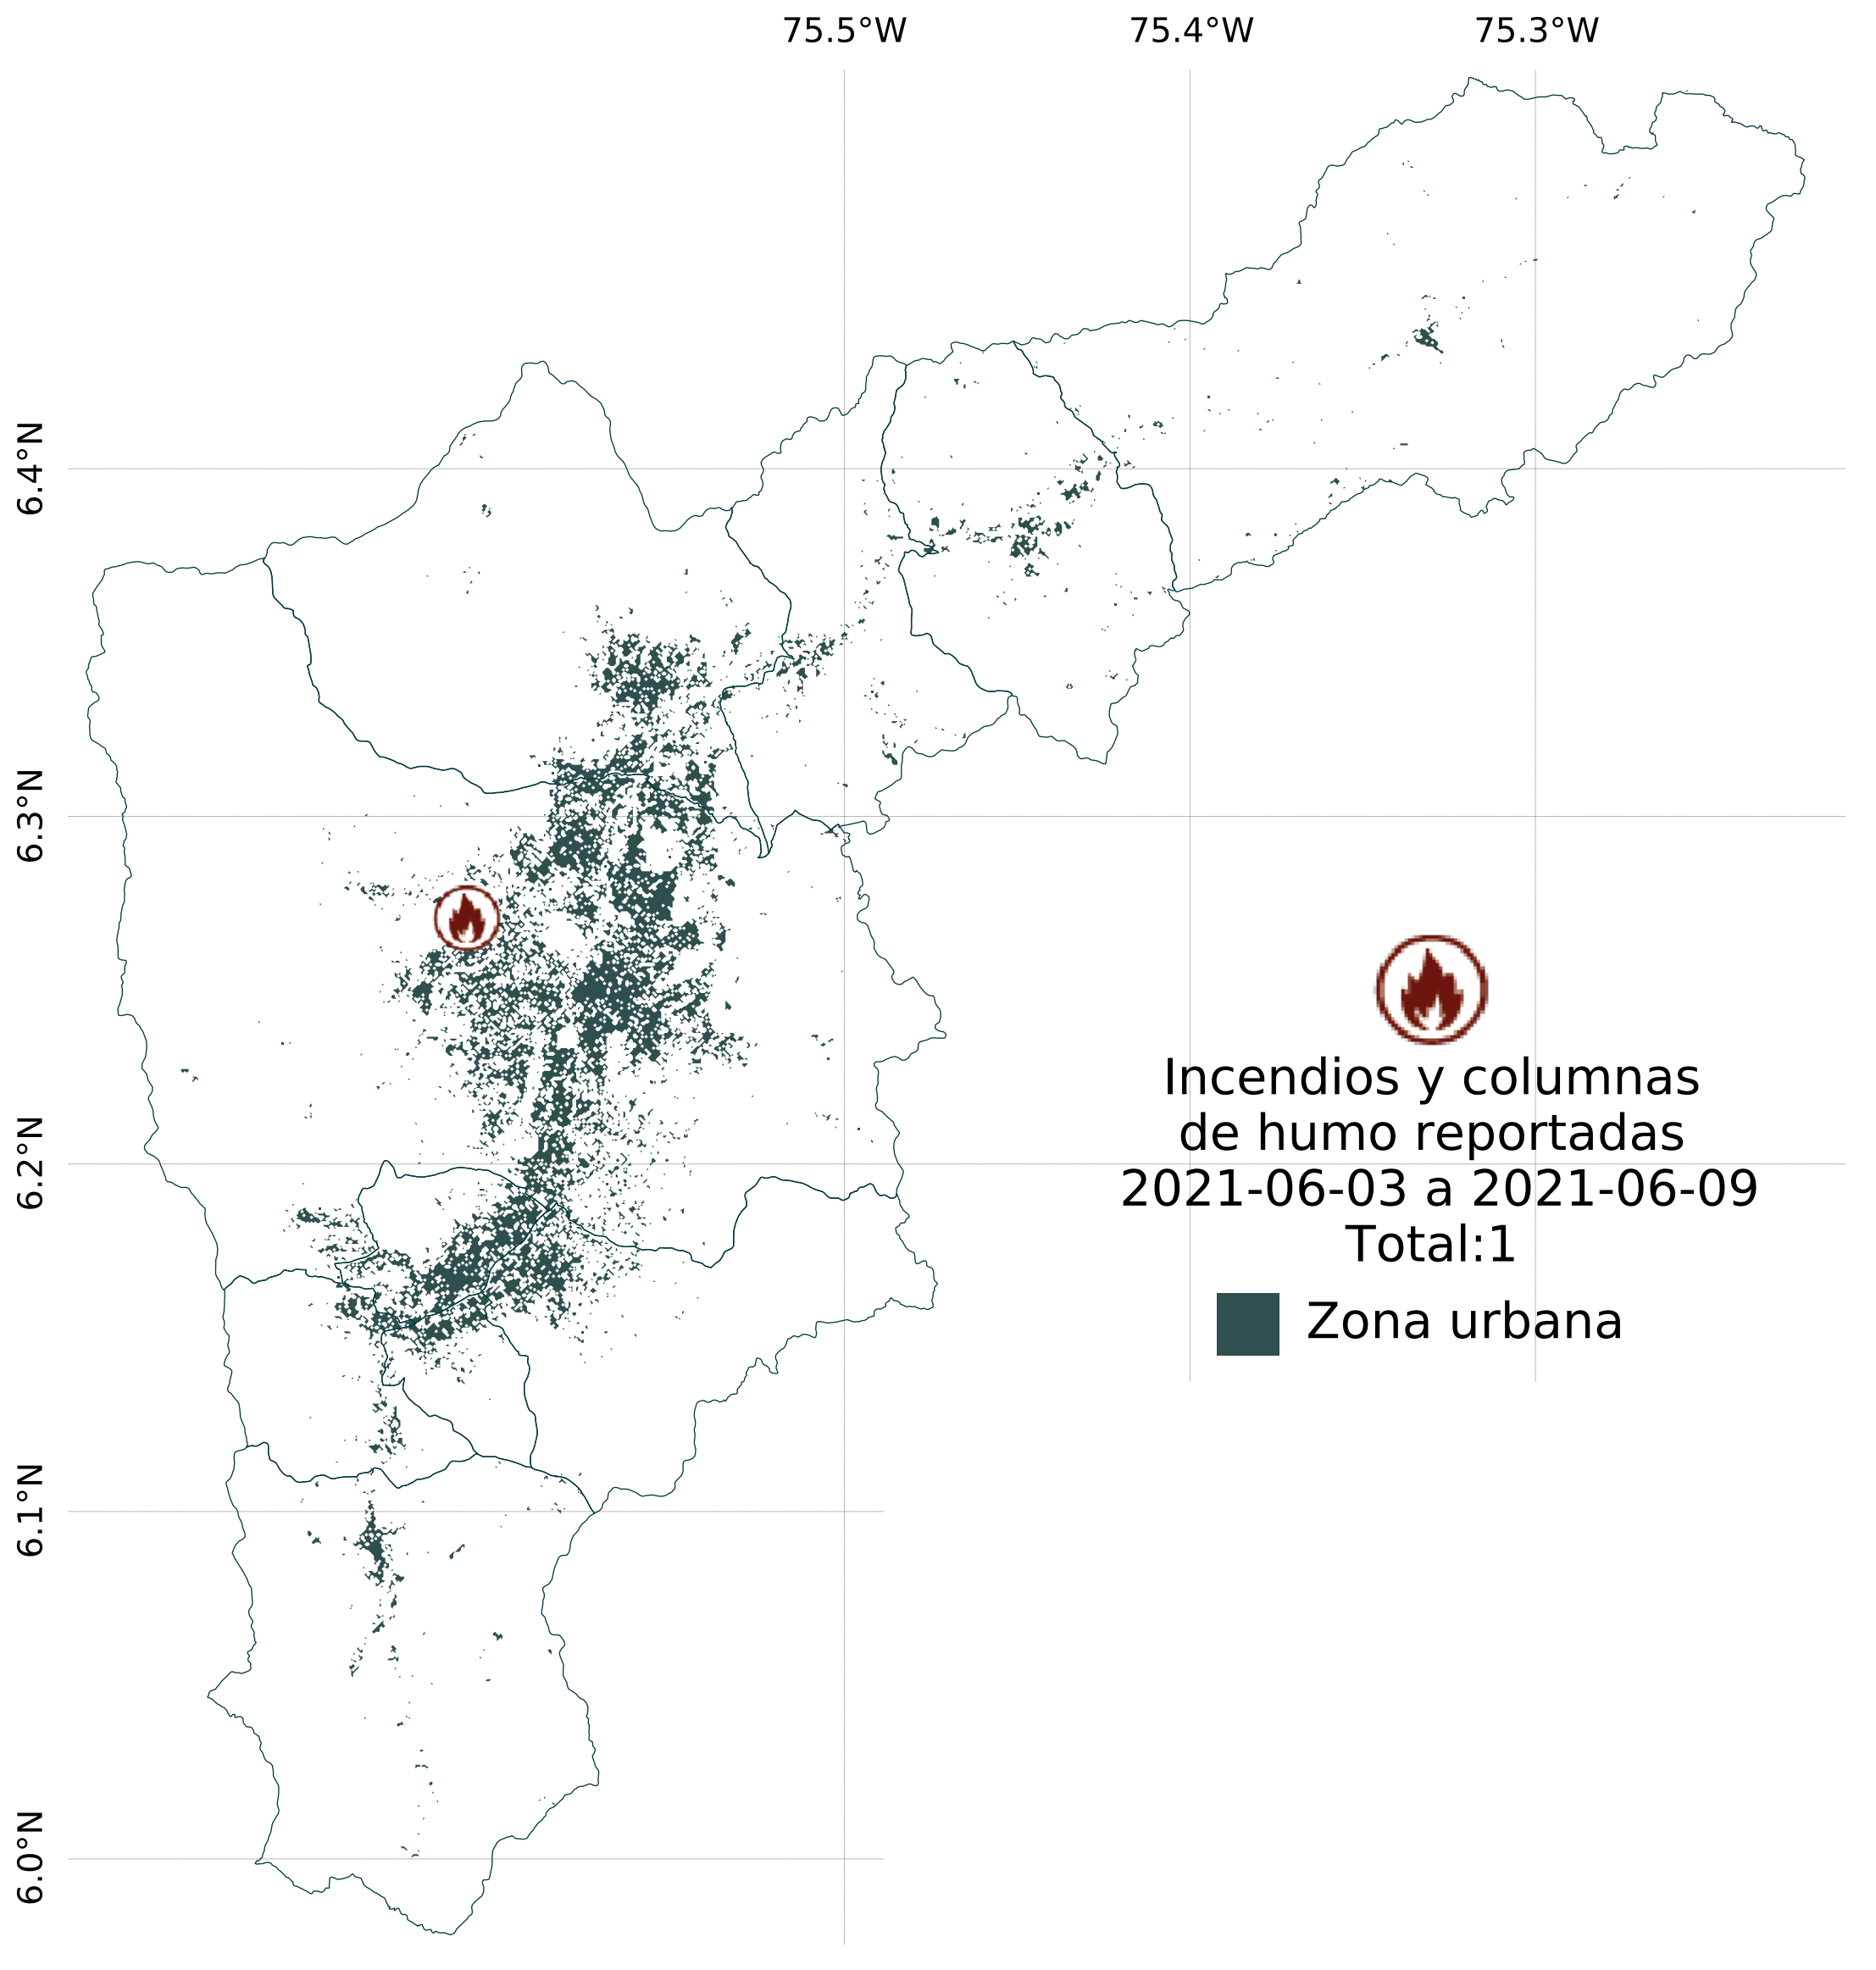 75.5°W 75.4°W 75.3°W
6.4°N
6.3°N
6.2°N
6.1°N
6.0°N
Incendios y columnas
de humo reportadas
2021-06-03 a 2021-06-09
Total:1
Zona urbana